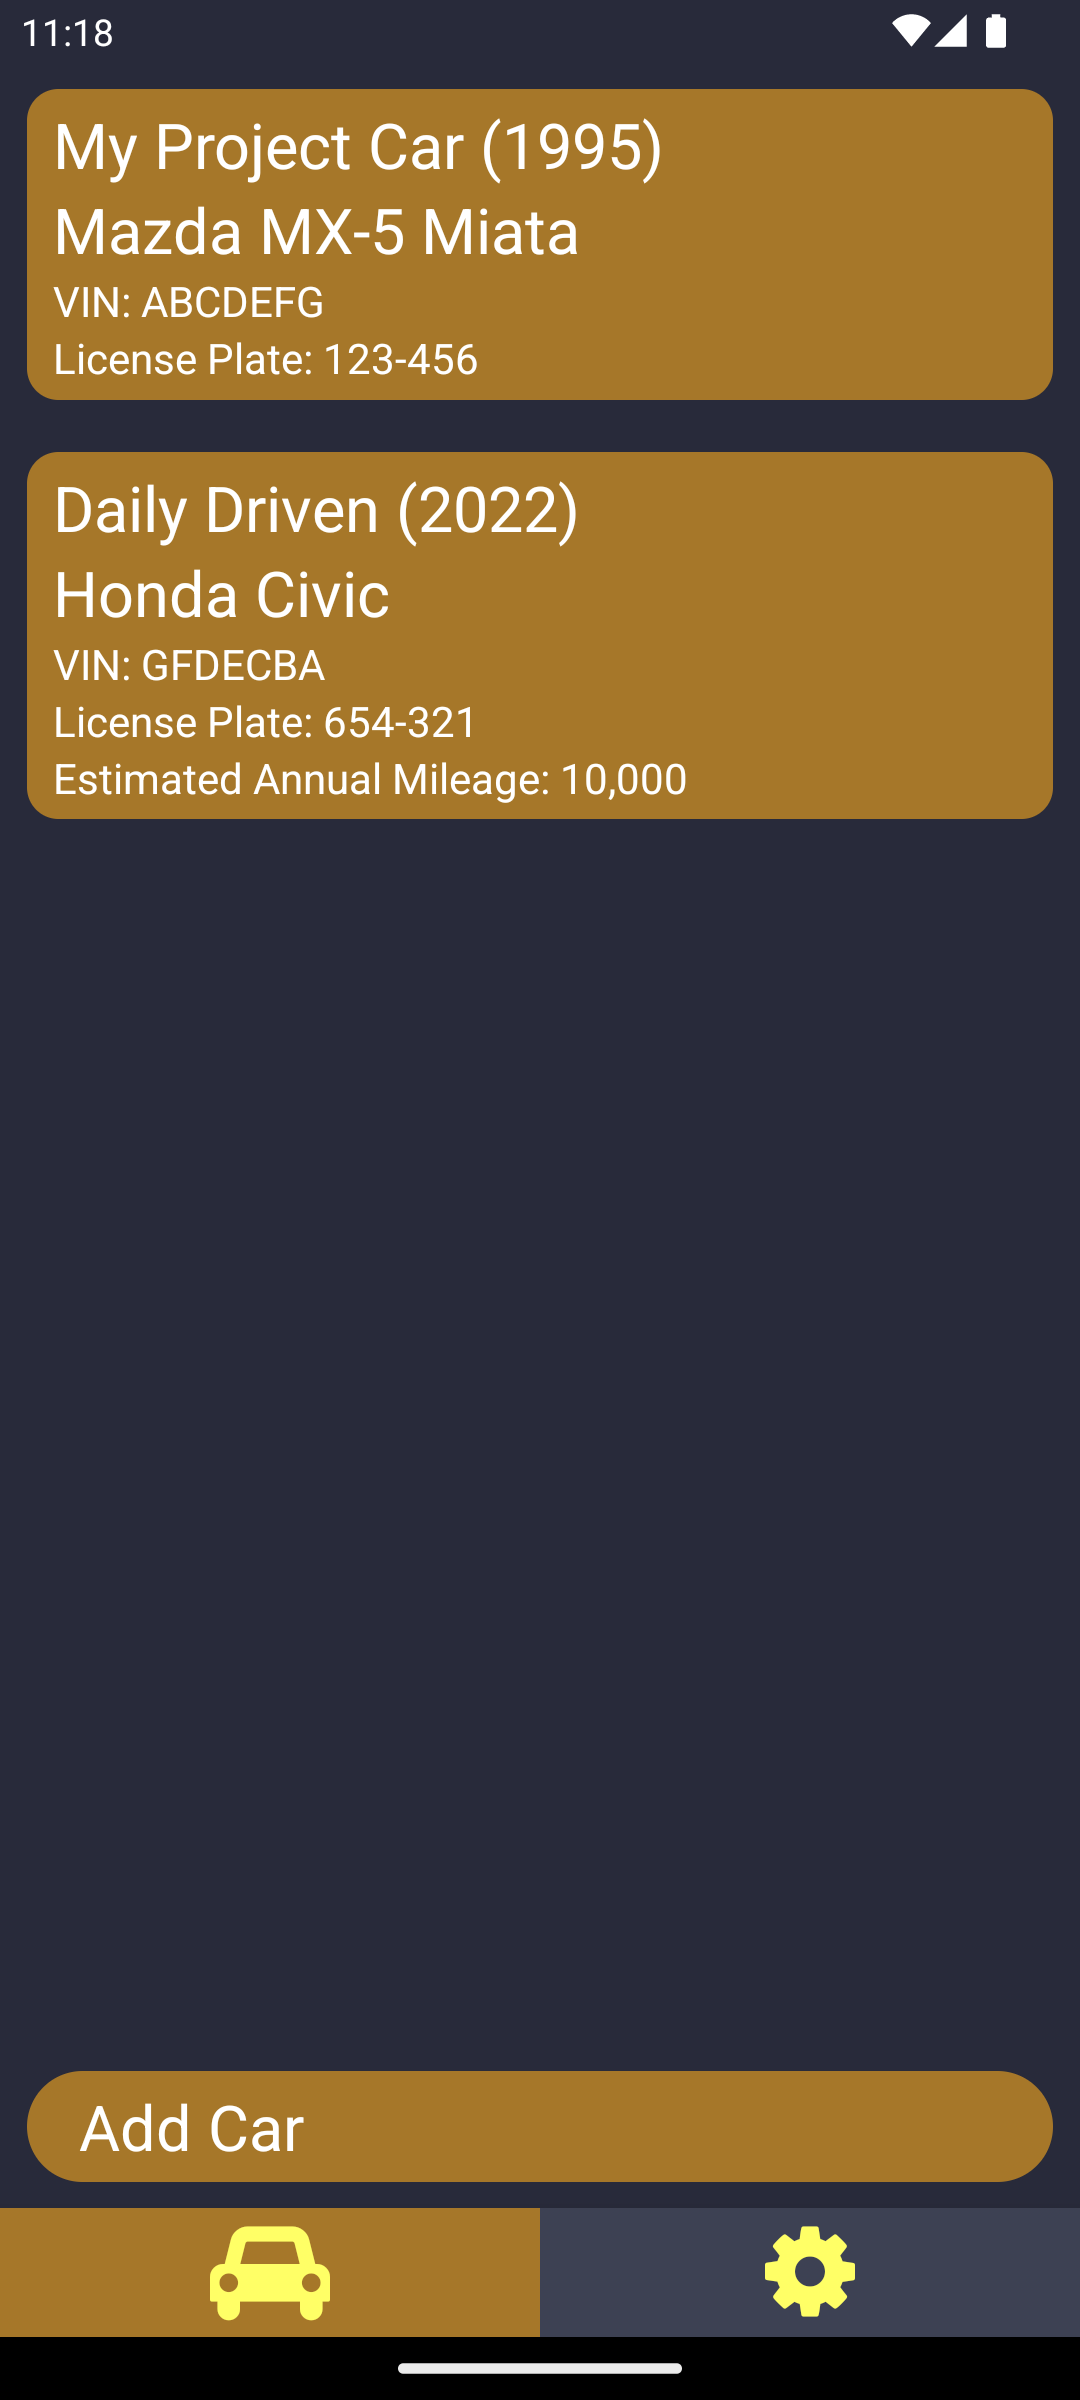 11:18
My Project Car (1995)
Mazda MX-5 Miata
VIN: ABCDEFG
License Plate: 123-456
Daily Driven (2022)
Honda Civic
VIN: GFDECBA
License Plate: 654-321
Estimated Annual Mileage: 10,000
Add Car